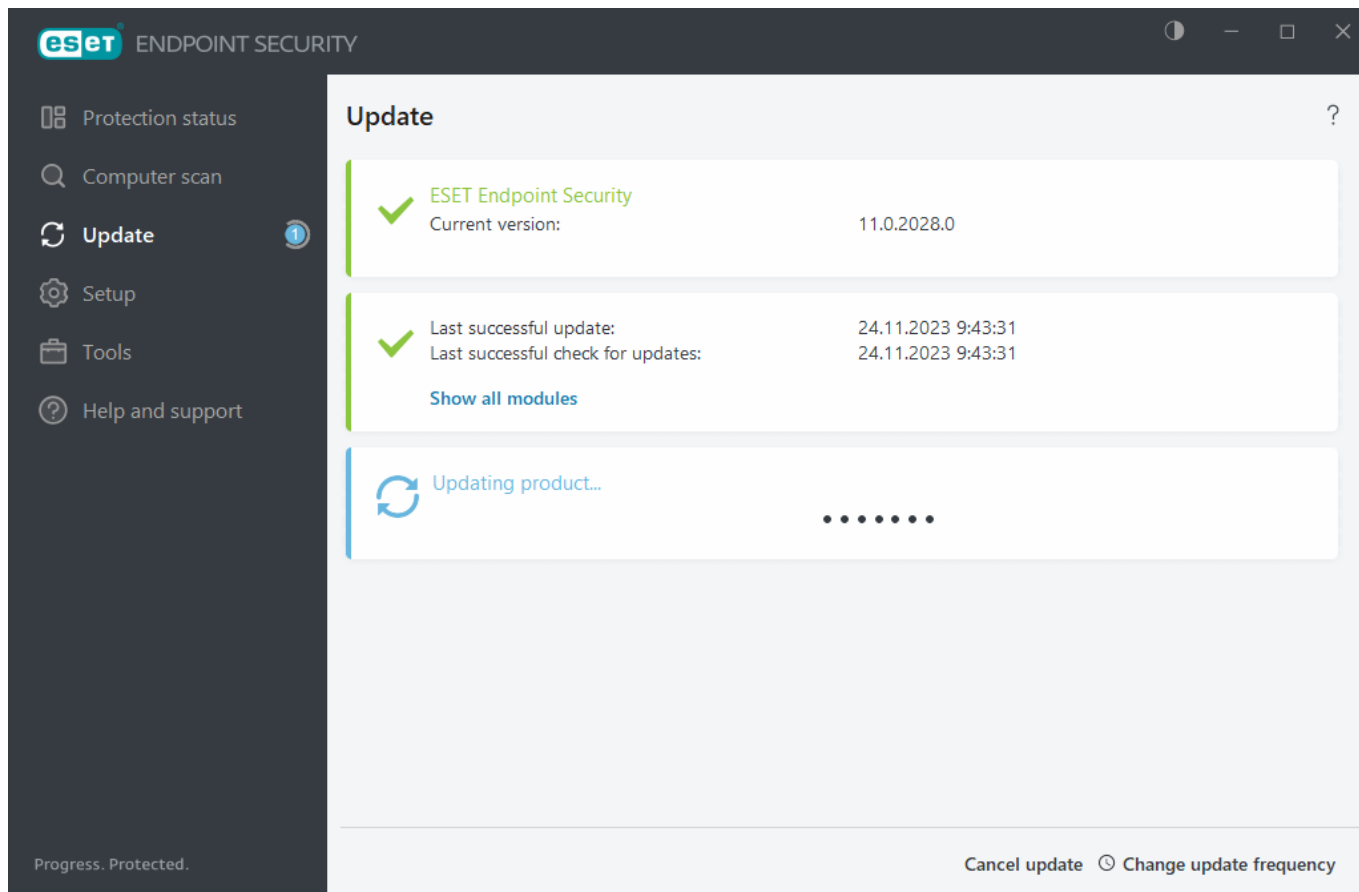 eset ENDPOINT SECURITY
Protection status
Computer scan
Update 1
Setup
Tools
Help and support
Progress. Protected.
Update ?
ESET Endpoint Security
Current version: 11.0.2028.0
Last successful update: 24.11.2023 9:43:31
Last successful check for updates: 24.11.2023 9:43:31
Show all modules
Updating product...
Cancel update Change update frequency